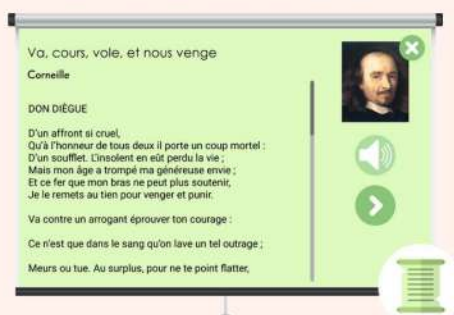 Va, cours, vole, et nous venge
Corneille
DON DIÈGUE
D'un affront si cruel,
Qu'à l'honneur de tous deux il porte un coup mortel :
D'un soufflet. L'insolent en eût perdu la vie ;
Mais mon âge a trompé ma généreuse envie ;
Et ce fer que mon bras ne peut plus soutenir,
Je le remets au tien pour venger et punir.
Va contre un arrogant éprouver ton courage :
Ce n'est que dans le sang qu'on lave un tel outrage ;
Meurs ou tue. Au surplus, pour ne te point flatter,